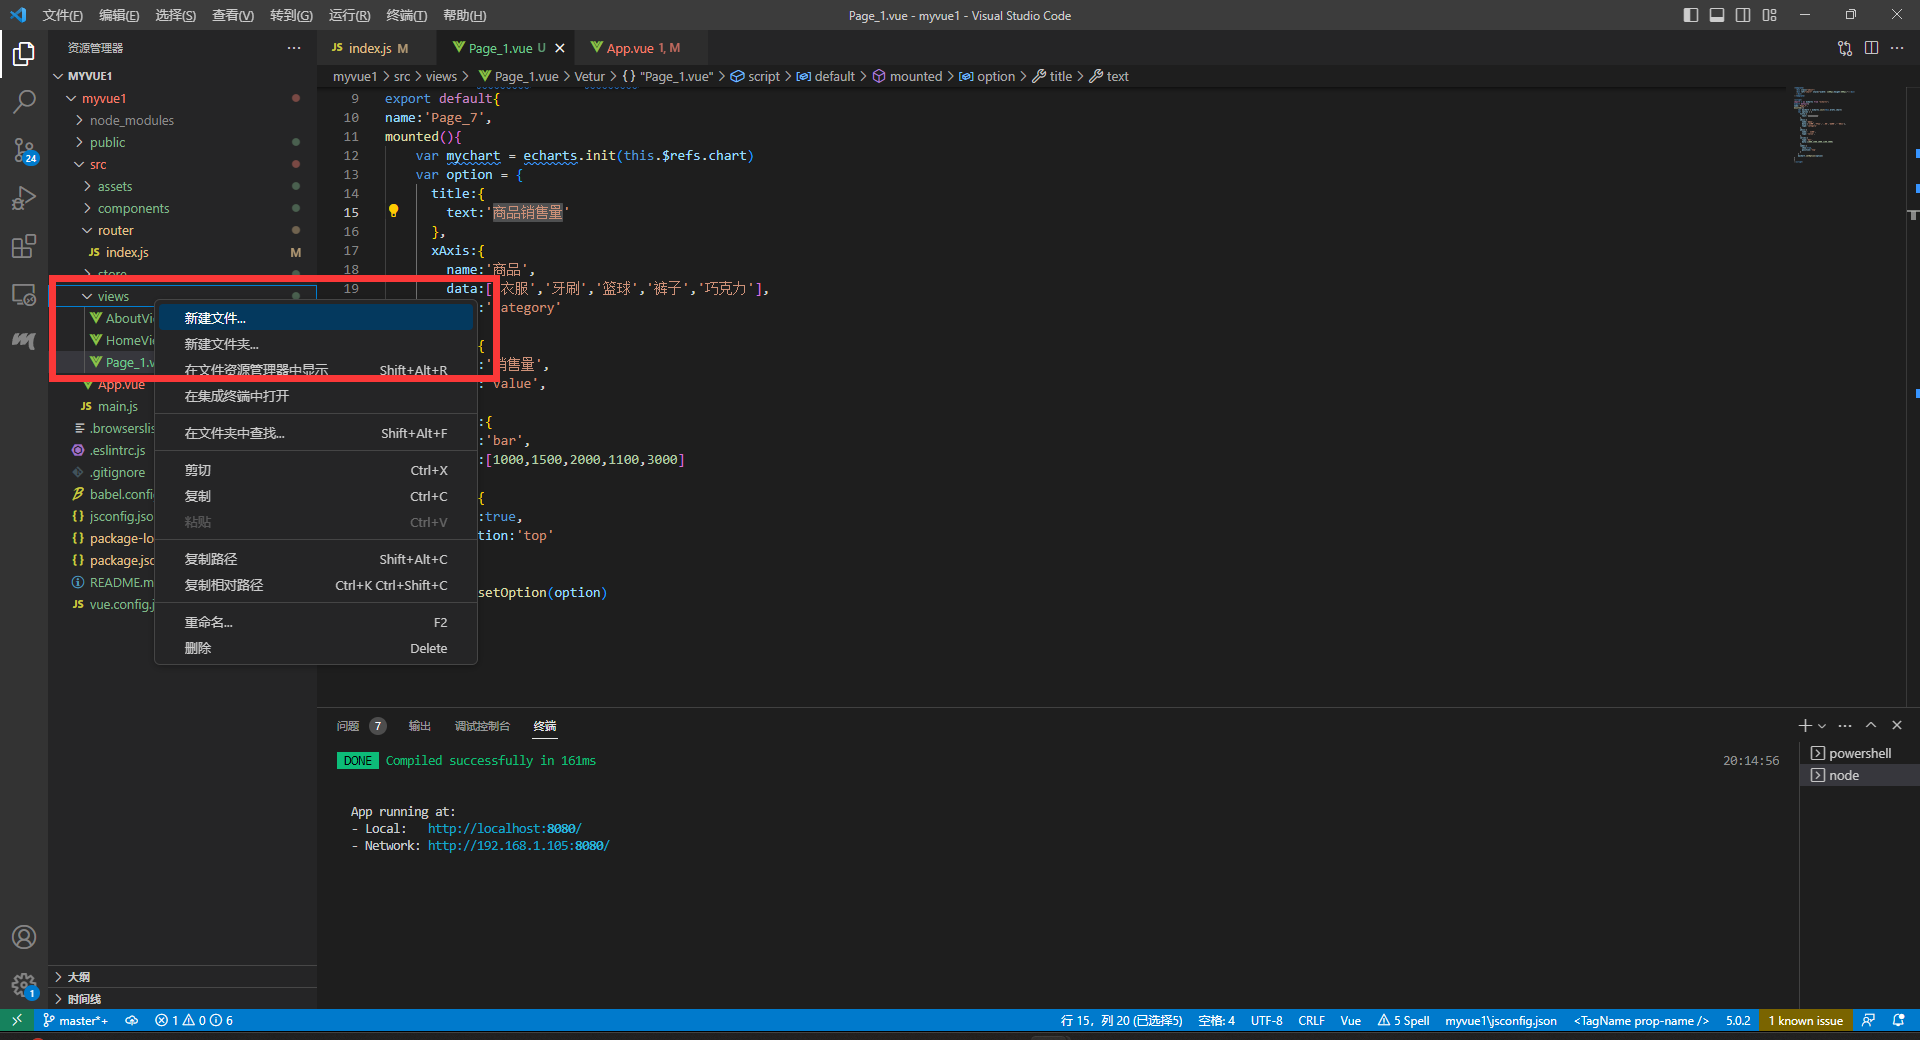 文件(F) 编辑(E) 选择(S) 查看(V) 转到(G) 运行(R) 终端(T) 帮助(H)
Page_1.vue - myvue1 - Visual Studio Code
资源管理器
JS index.js M
Page_1.vue U
App.vue 1, M
MYVUE1
myvue1 > src > views > Page_1.vue > Vetur > {} "Page_1.vue" > script > default > mounted > option > title > text
myvue1
node_modules
public
src
assets
components
router
JS index.js M
store
views
AboutVi
HomeVi
Page_1.v
App.vue
JS main.js
.browserslis
.eslintrc.js
.gitignore
babel.confi
{} jsconfig.jso
{} package-lo
{} package.jsc
README.m
JS vue.config.j
24
1
大纲
时间线
新建文件...
新建文件夹...
在文件资源管理器中显示 Shift+Alt+R
在集成终端中打开
在文件夹中查找... Shift+Alt+F
剪切 Ctrl+X
复制 Ctrl+C
粘贴 Ctrl+V
复制路径 Shift+Alt+C
复制相对路径 Ctrl+K Ctrl+Shift+C
重命名... F2
删除 Delete
9 export default{
10 name:'Page_7',
11 mounted(){
12 var mychart = echarts.init(this.$refs.chart)
13 var option = {
14 title:{
15 text:'商品销售量'
16 },
17 xAxis:{
18 name:'商品',
19 data:['衣服','牙刷','篮球','裤子','巧克力'],
:'category'
{
:'销售量',
:'value',
:{
:'bar',
:[1000,1500,2000,1100,3000]
{
:true,
tion:'top'
setOption(option)
问题 7 输出 调试控制台 终端
DONE Compiled successfully in 161ms 20:14:56
App running at:
- Local: http://localhost:8080/
- Network: http://192.168.1.105:8080/
powershell
node
master*+ 1 0 6
行 15, 列 20 (已选择5) 空格: 4 UTF-8 CRLF Vue 5 Spell myvue1\jsconfig.json <TagName prop-name /> 5.0.2 1 known issue